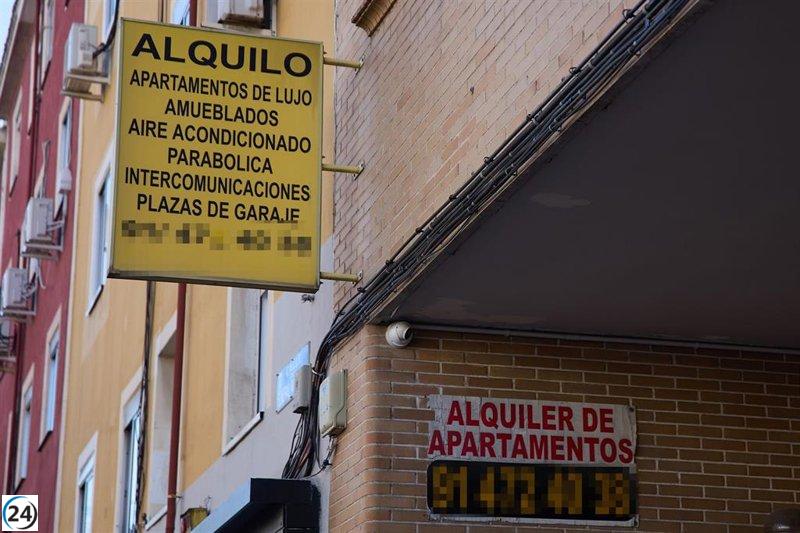 ALQUILO
APARTAMENTOS DE LUJO
AMUEBLADOS
AIRE ACONDICIONADO
PARABOLICA
INTERCOMUNICACIONES
PLAZAS DE GARAJE
ALQUILER DE
APARTAMENTOS
24